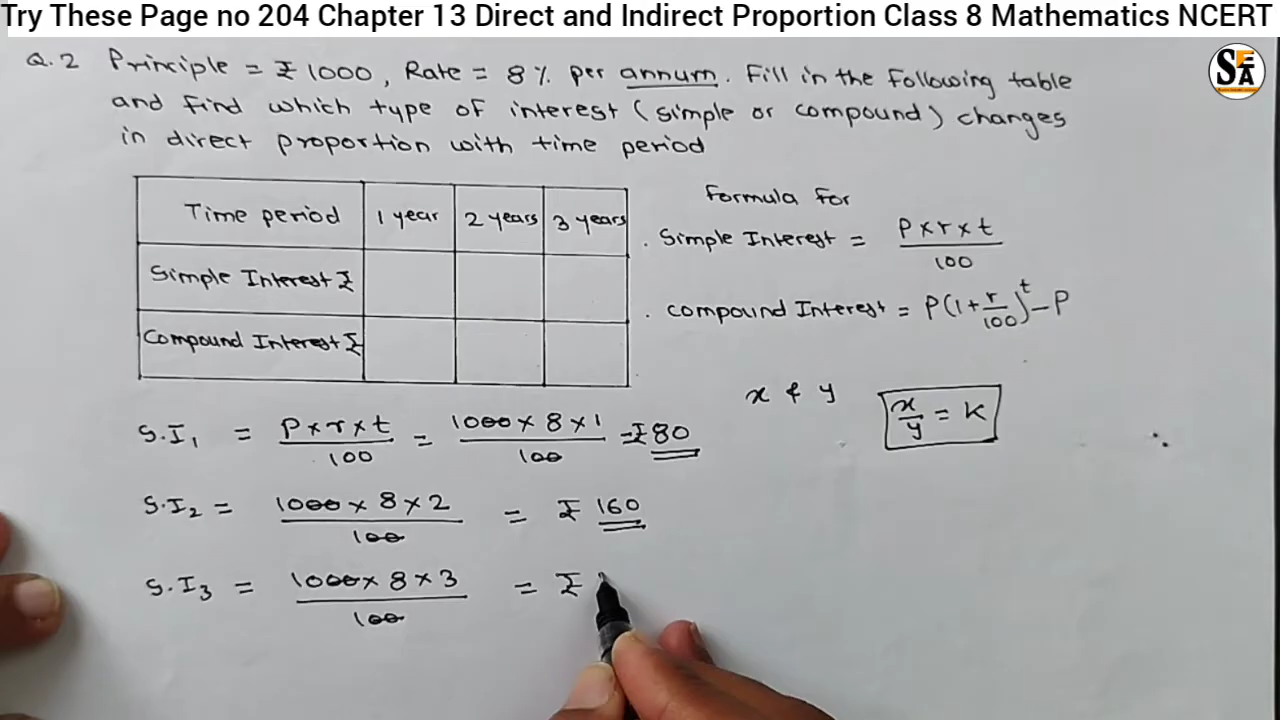 Try These Page no 204 Chapter 13 Direct and Indirect Proportion Class 8 Mathematics NCERT
Q.2 Principle = ₹ 1000, Rate = 8% per annum. Fill in the following table
and find which type of interest (simple or compound) changes
in direct proportion with time period
Time period 1 year 2 years 3 years
Simple Interest ₹
Compound Interest ₹
Formula for
. Simple Interest = P×r×t/100
. Compound Interest = P(1+r/100)^t - P
x & y x/y = K
S.I₁ = P×r×t/100 = 1000×8×1/100 = ₹80
S.I₂ = 1000×8×2/100 = ₹ 160
S.I₃ = 1000×8×3/100 = ₹